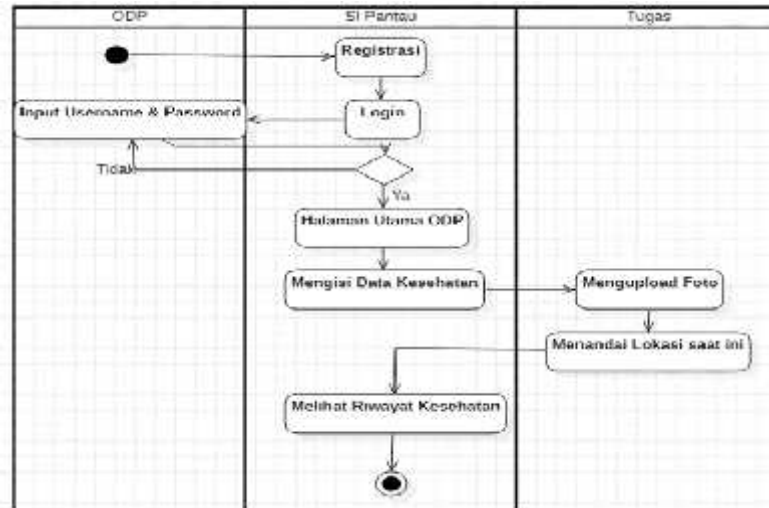 ODP
SI Pantau
Tugas
Registrasi
Input Username & Password
Login
Tidak
Ya
Halaman Utama ODP
Mengisi Data Kesehatan
Mengupload Foto
Menandai Lokasi saat ini
Melihat Riwayat Kesehatan